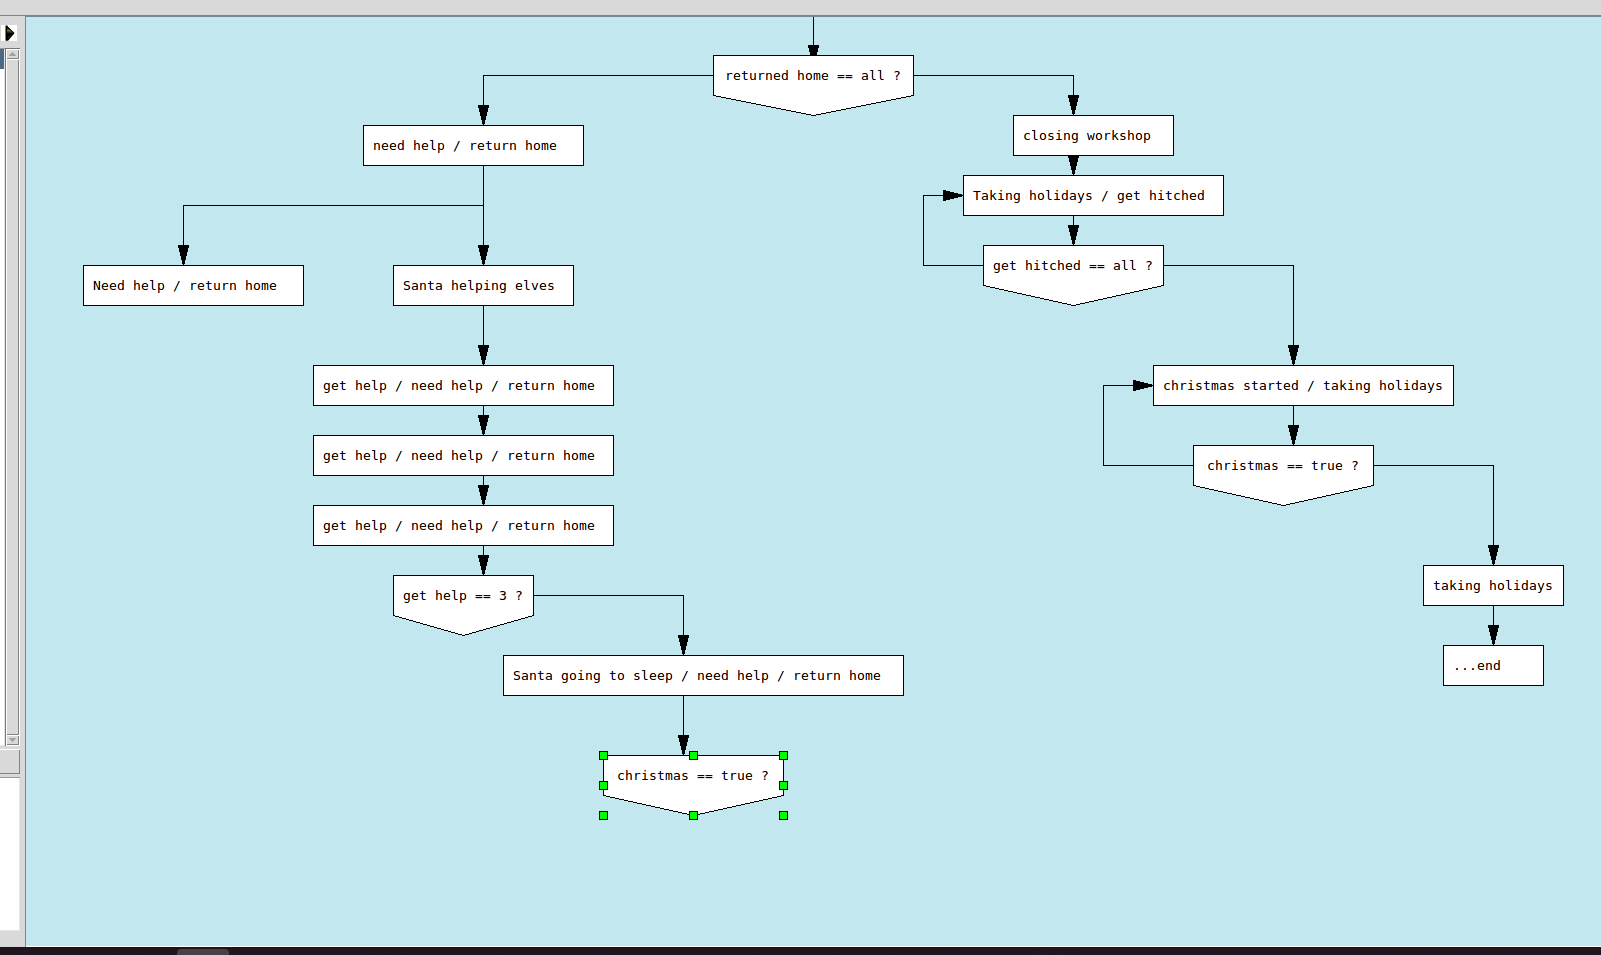 returned home == all ?
need help / return home
closing workshop
Taking holidays / get hitched
get hitched == all ?
Need help / return home
Santa helping elves
get help / need help / return home
christmas started / taking holidays
get help / need help / return home
christmas == true ?
get help / need help / return home
get help == 3 ?
taking holidays
Santa going to sleep / need help / return home
...end
christmas == true ?